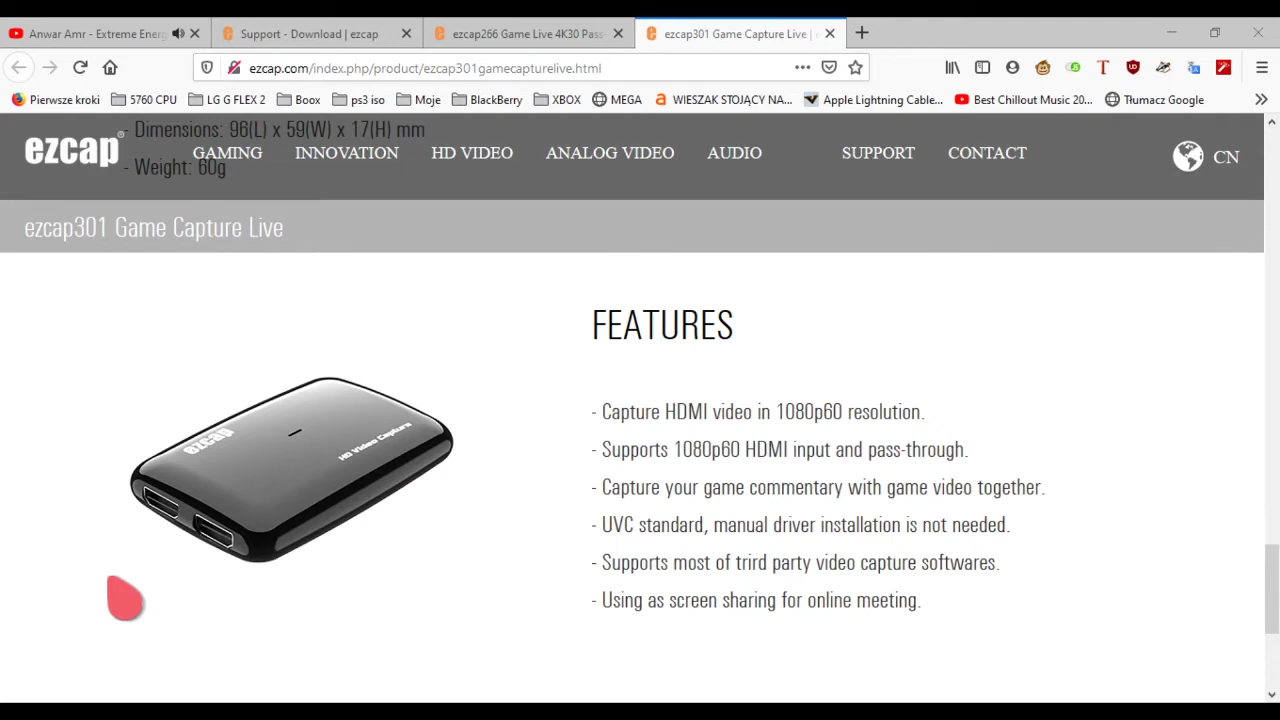 Anwar Amr - Extreme Energ
Support - Download | ezcap
ezcap266 Game Live 4K30 Pass
ezcap301 Game Capture Live |
ezcap.com/index.php/product/ezcap301gamecapturelive.html
Pierwsze kroki 5760 CPU LG G FLEX 2 Boox ps3 iso Moje BlackBerry XBOX MEGA WIESZAK STOJĄCY NA... Apple Lightning Cable... Best Chillout Music 20... Tłumacz Google
- Dimensions: 96(L) x 59(W) x 17(H) mm
ezcap® GAMING INNOVATION HD VIDEO ANALOG VIDEO AUDIO SUPPORT CONTACT CN
- Weight: 60g
ezcap301 Game Capture Live
FEATURES
- Capture HDMI video in 1080p60 resolution.
- Supports 1080p60 HDMI input and pass-through.
- Capture your game commentary with game video together.
- UVC standard, manual driver installation is not needed.
- Supports most of trird party video capture softwares.
- Using as screen sharing for online meeting.
ezcap
HD Video Capture